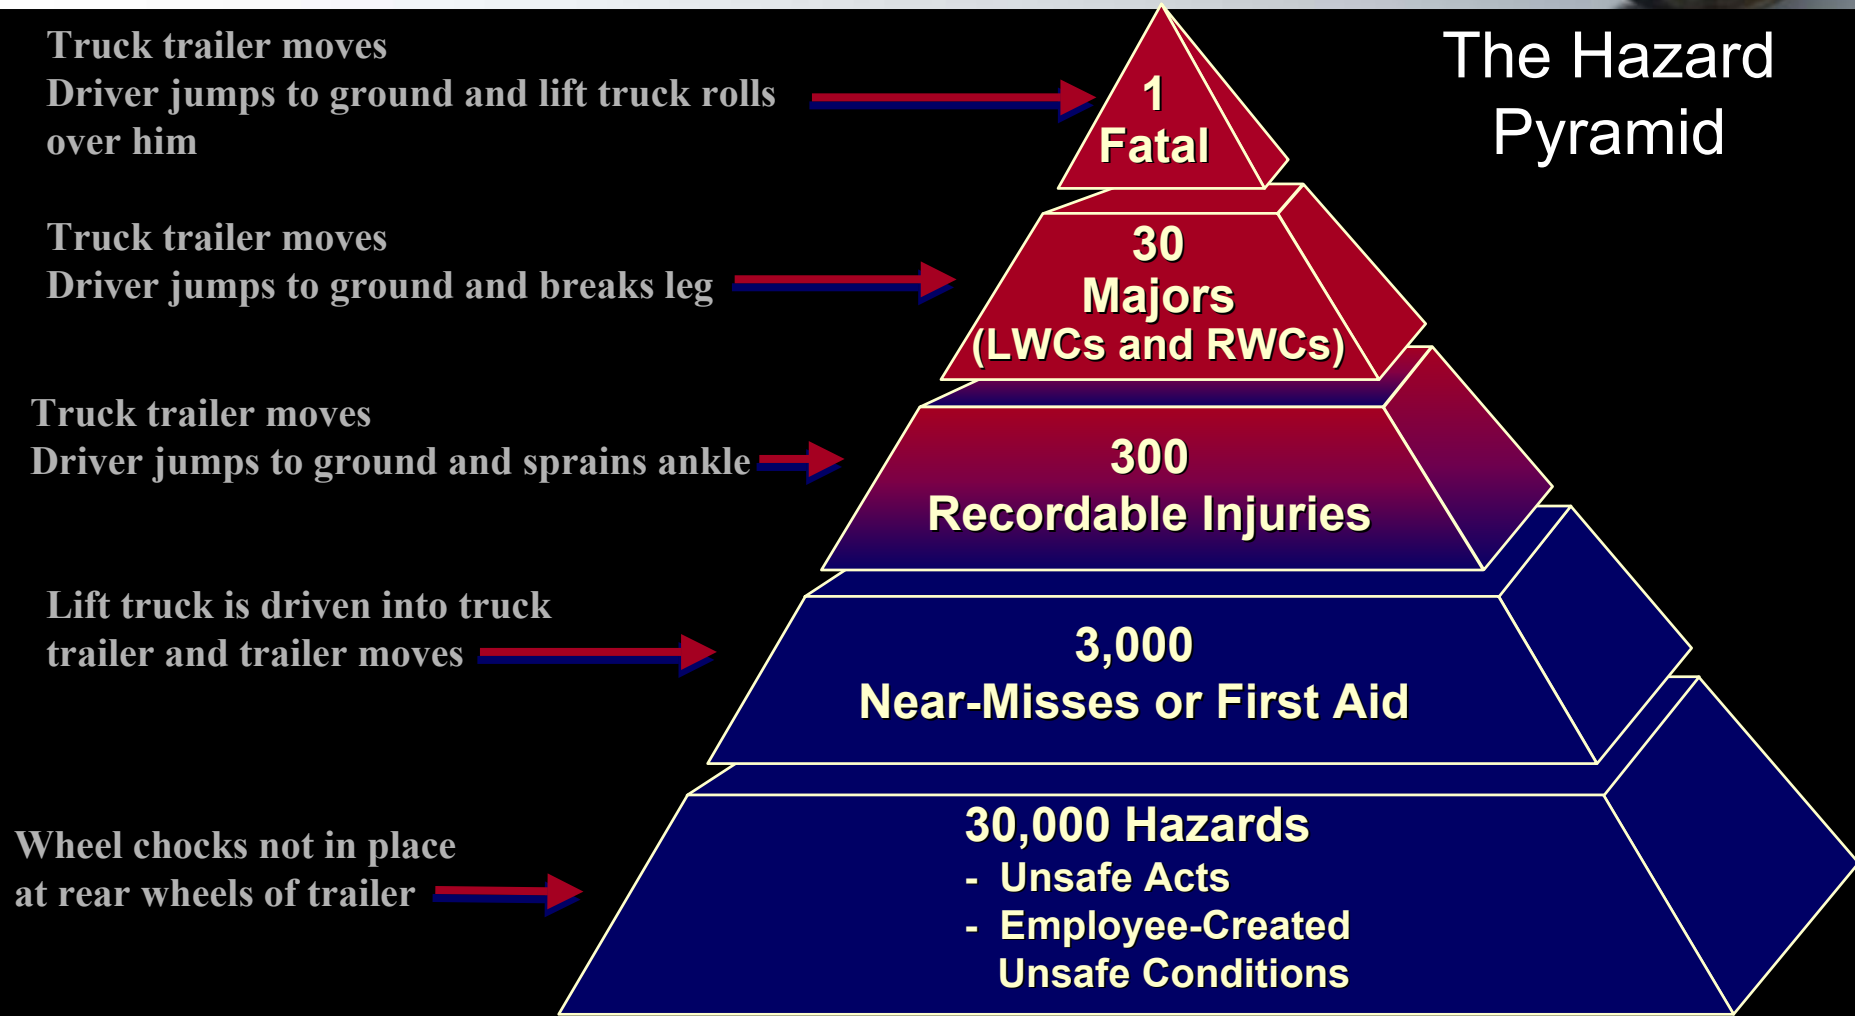 The Hazard
Pyramid
Truck trailer moves
Driver jumps to ground and lift truck rolls
over him
1
Fatal
Truck trailer moves
Driver jumps to ground and breaks leg
30
Majors
(LWCs and RWCs)
Truck trailer moves
Driver jumps to ground and sprains ankle
300
Recordable Injuries
Lift truck is driven into truck
trailer and trailer moves
3,000
Near-Misses or First Aid
Wheel chocks not in place
at rear wheels of trailer
30,000 Hazards
- Unsafe Acts
- Employee-Created
Unsafe Conditions